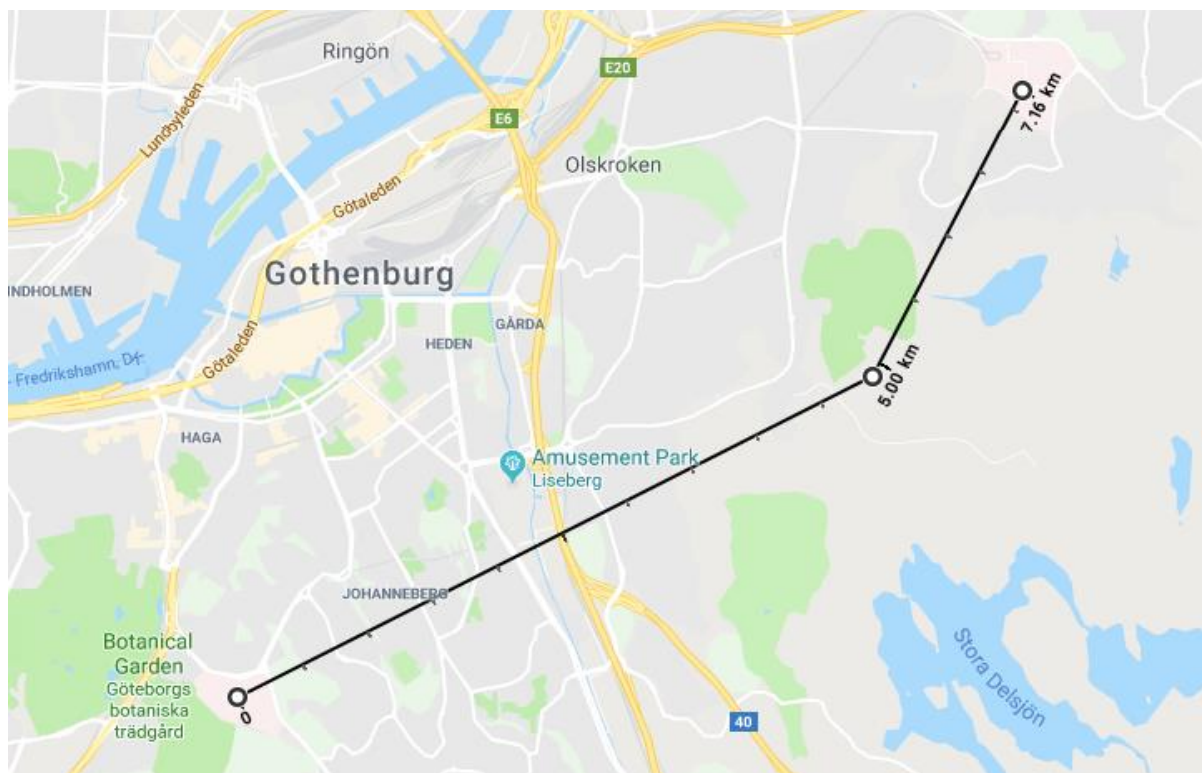 Ringön
E20
7.16 km
Lundbyleden
E6
Olskroken
Götaleden
Gothenburg
INDHOLMEN
GÅRDA
HEDEN
Götaleden
Fredrikshamn, Df-
5.00 km
HAGA
Amusement Park
Liseberg
JOHANNEBERG
Botanical
Garden
Göteborgs
botaniska
trädgård
0
Stora Delsjön
40